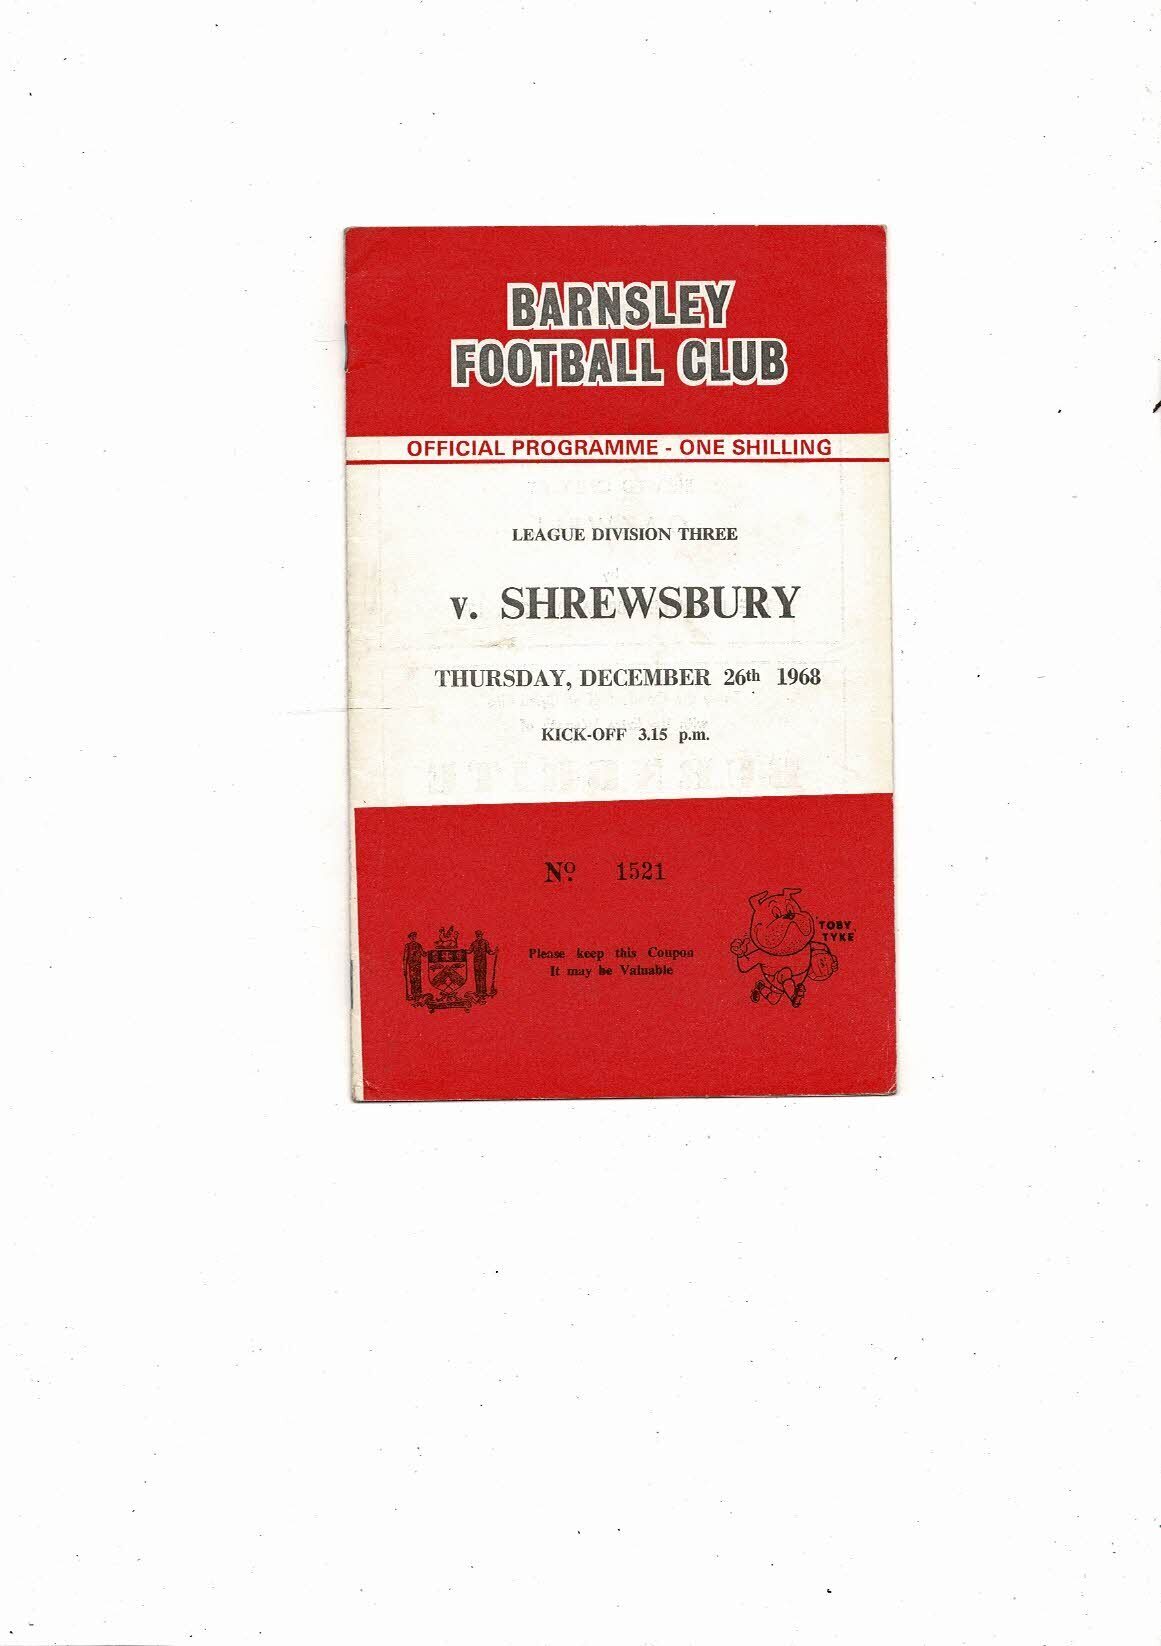 BARNSLEY
FOOTBALL CLUB
OFFICIAL PROGRAMME - ONE SHILLING
LEAGUE DIVISION THREE
v. SHREWSBURY
THURSDAY, DECEMBER 26th 1968
KICK-OFF 3.15 p.m.
Nº 1521
Please keep this Coupon
It may be Valuable
TOBY
TYKE